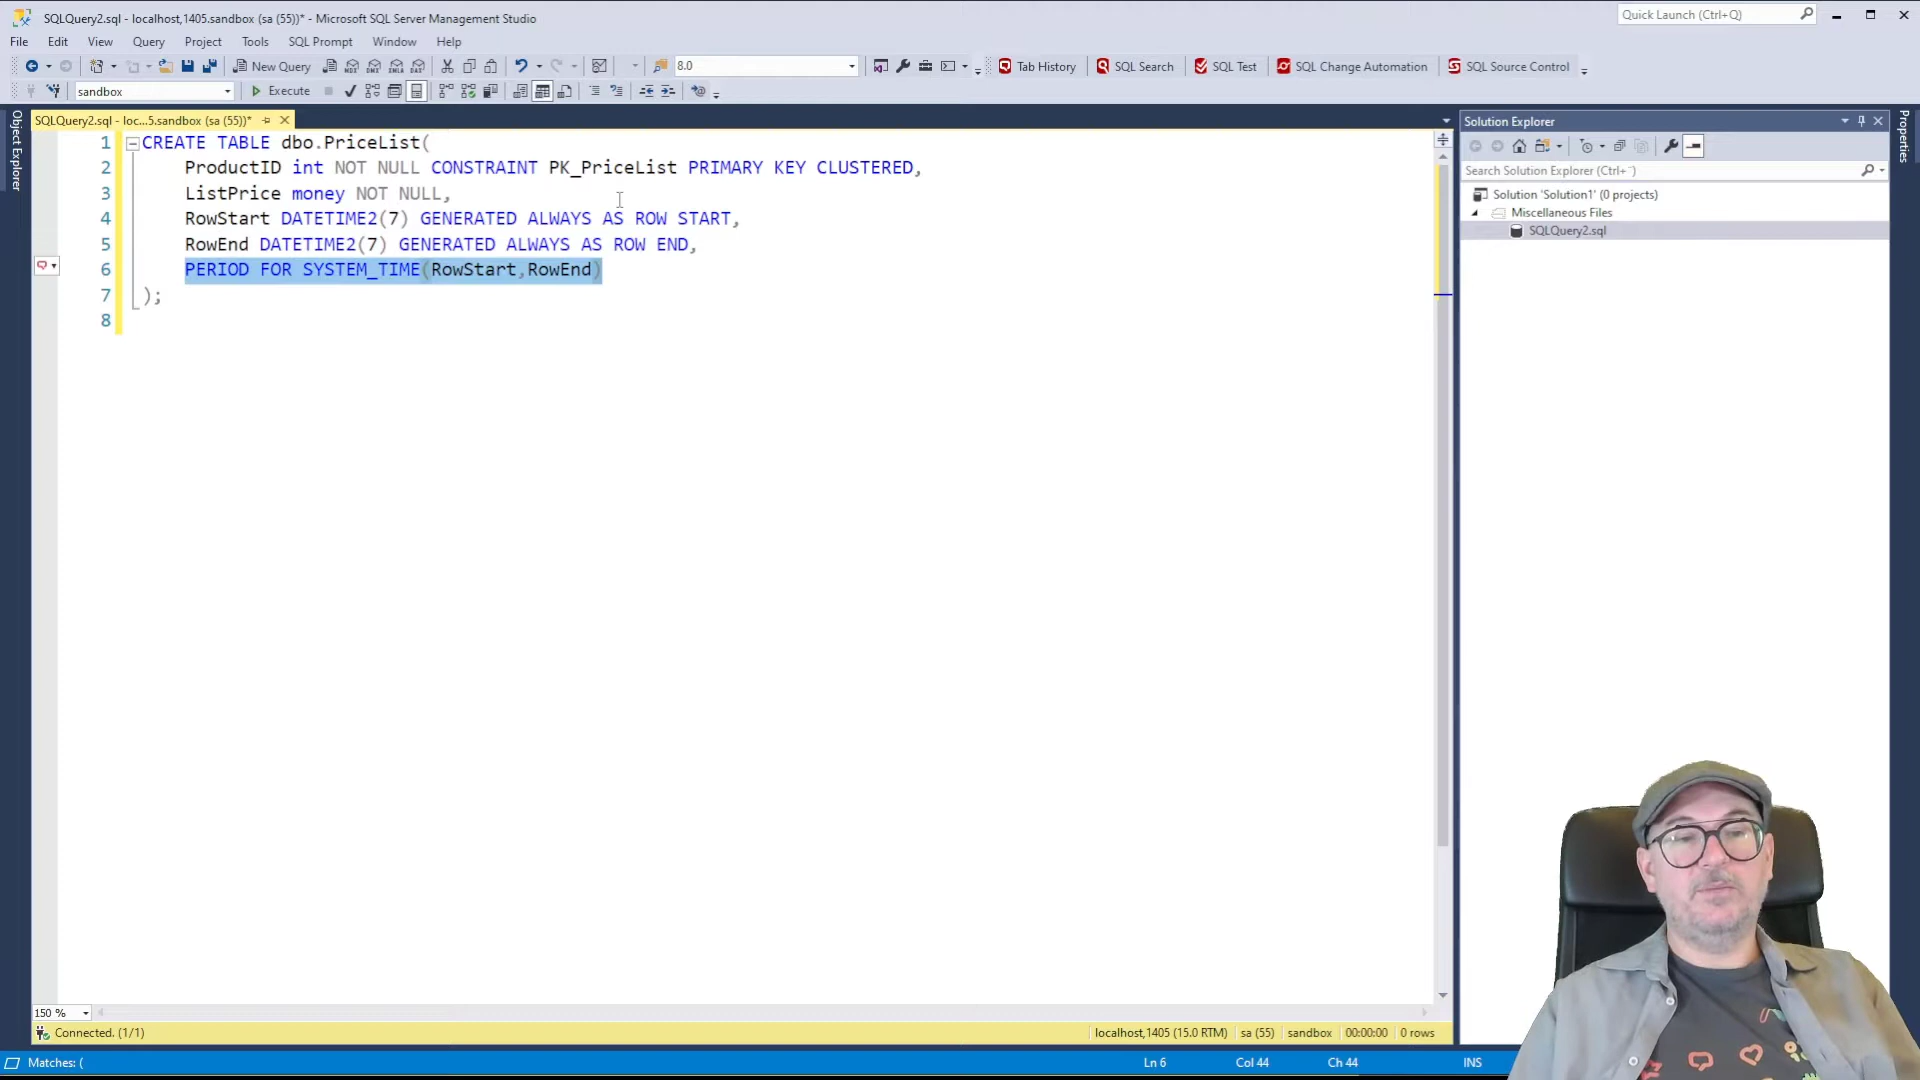 SQLQuery2.sql - localhost,1405.sandbox (sa (55))* - Microsoft SQL Server Management Studio
Quick Launch (Ctrl+Q)
File Edit View Query Project Tools SQL Prompt Window Help
New Query
8.0
Tab History SQL Search SQL Test SQL Change Automation SQL Source Control
sandbox
Execute
Object Explorer
SQLQuery2.sql - loc...5.sandbox (sa (55))*
1 CREATE TABLE dbo.PriceList(
2 ProductID int NOT NULL CONSTRAINT PK_PriceList PRIMARY KEY CLUSTERED,
3 ListPrice money NOT NULL,
4 RowStart DATETIME2(7) GENERATED ALWAYS AS ROW START,
5 RowEnd DATETIME2(7) GENERATED ALWAYS AS ROW END,
6 PERIOD FOR SYSTEM_TIME(RowStart,RowEnd)
7 );
8
Solution Explorer
Search Solution Explorer (Ctrl+¨)
Solution 'Solution1' (0 projects)
Miscellaneous Files
SQLQuery2.sql
Properties
150 %
Connected. (1/1)
localhost,1405 (15.0 RTM) sa (55) sandbox 00:00:00 0 rows
Matches: (
Ln 6 Col 44 Ch 44 INS